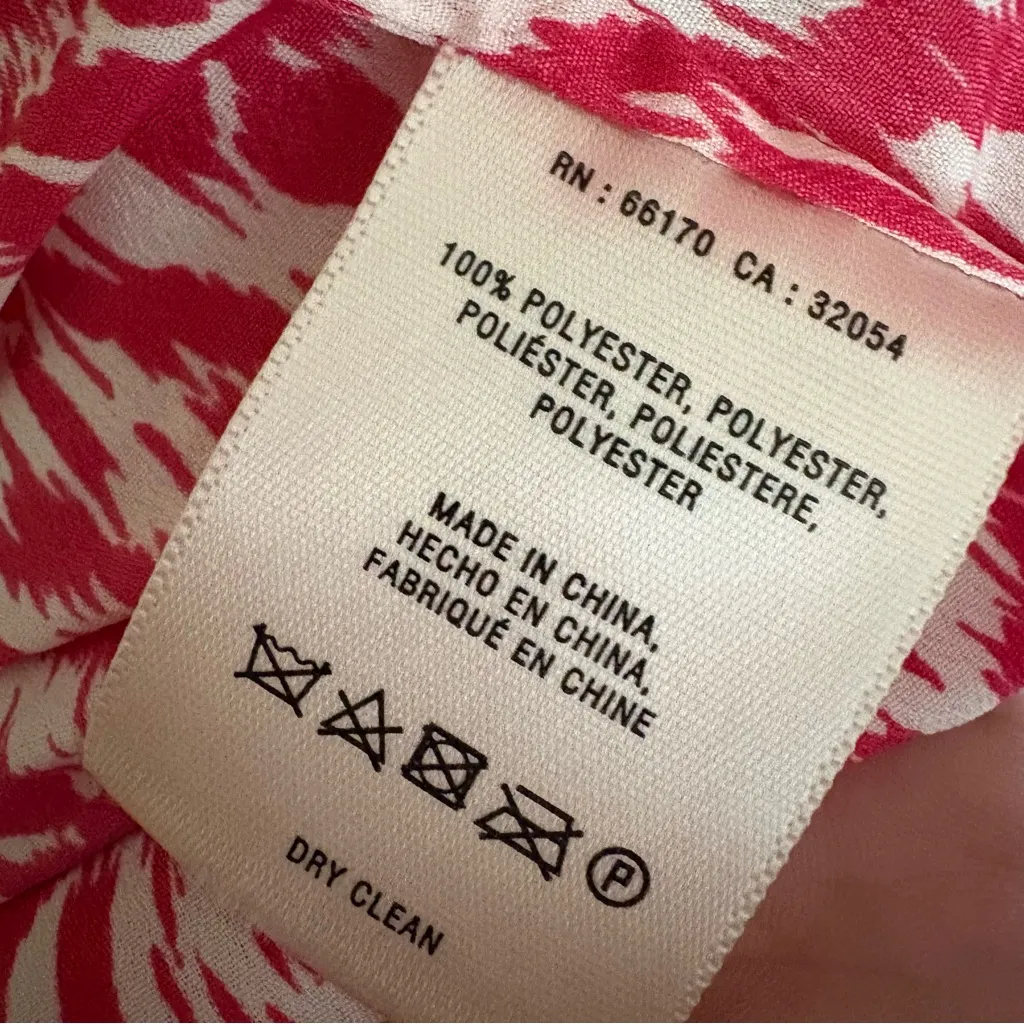 RN : 66170 CA : 32054
100% POLYESTER, POLYESTER,
POLIÉSTER, POLIESTERE,
POLYESTER
MADE IN CHINA,
HECHO EN CHINA,
FABRIQUÉ EN CHINE
P
DRY CLEAN